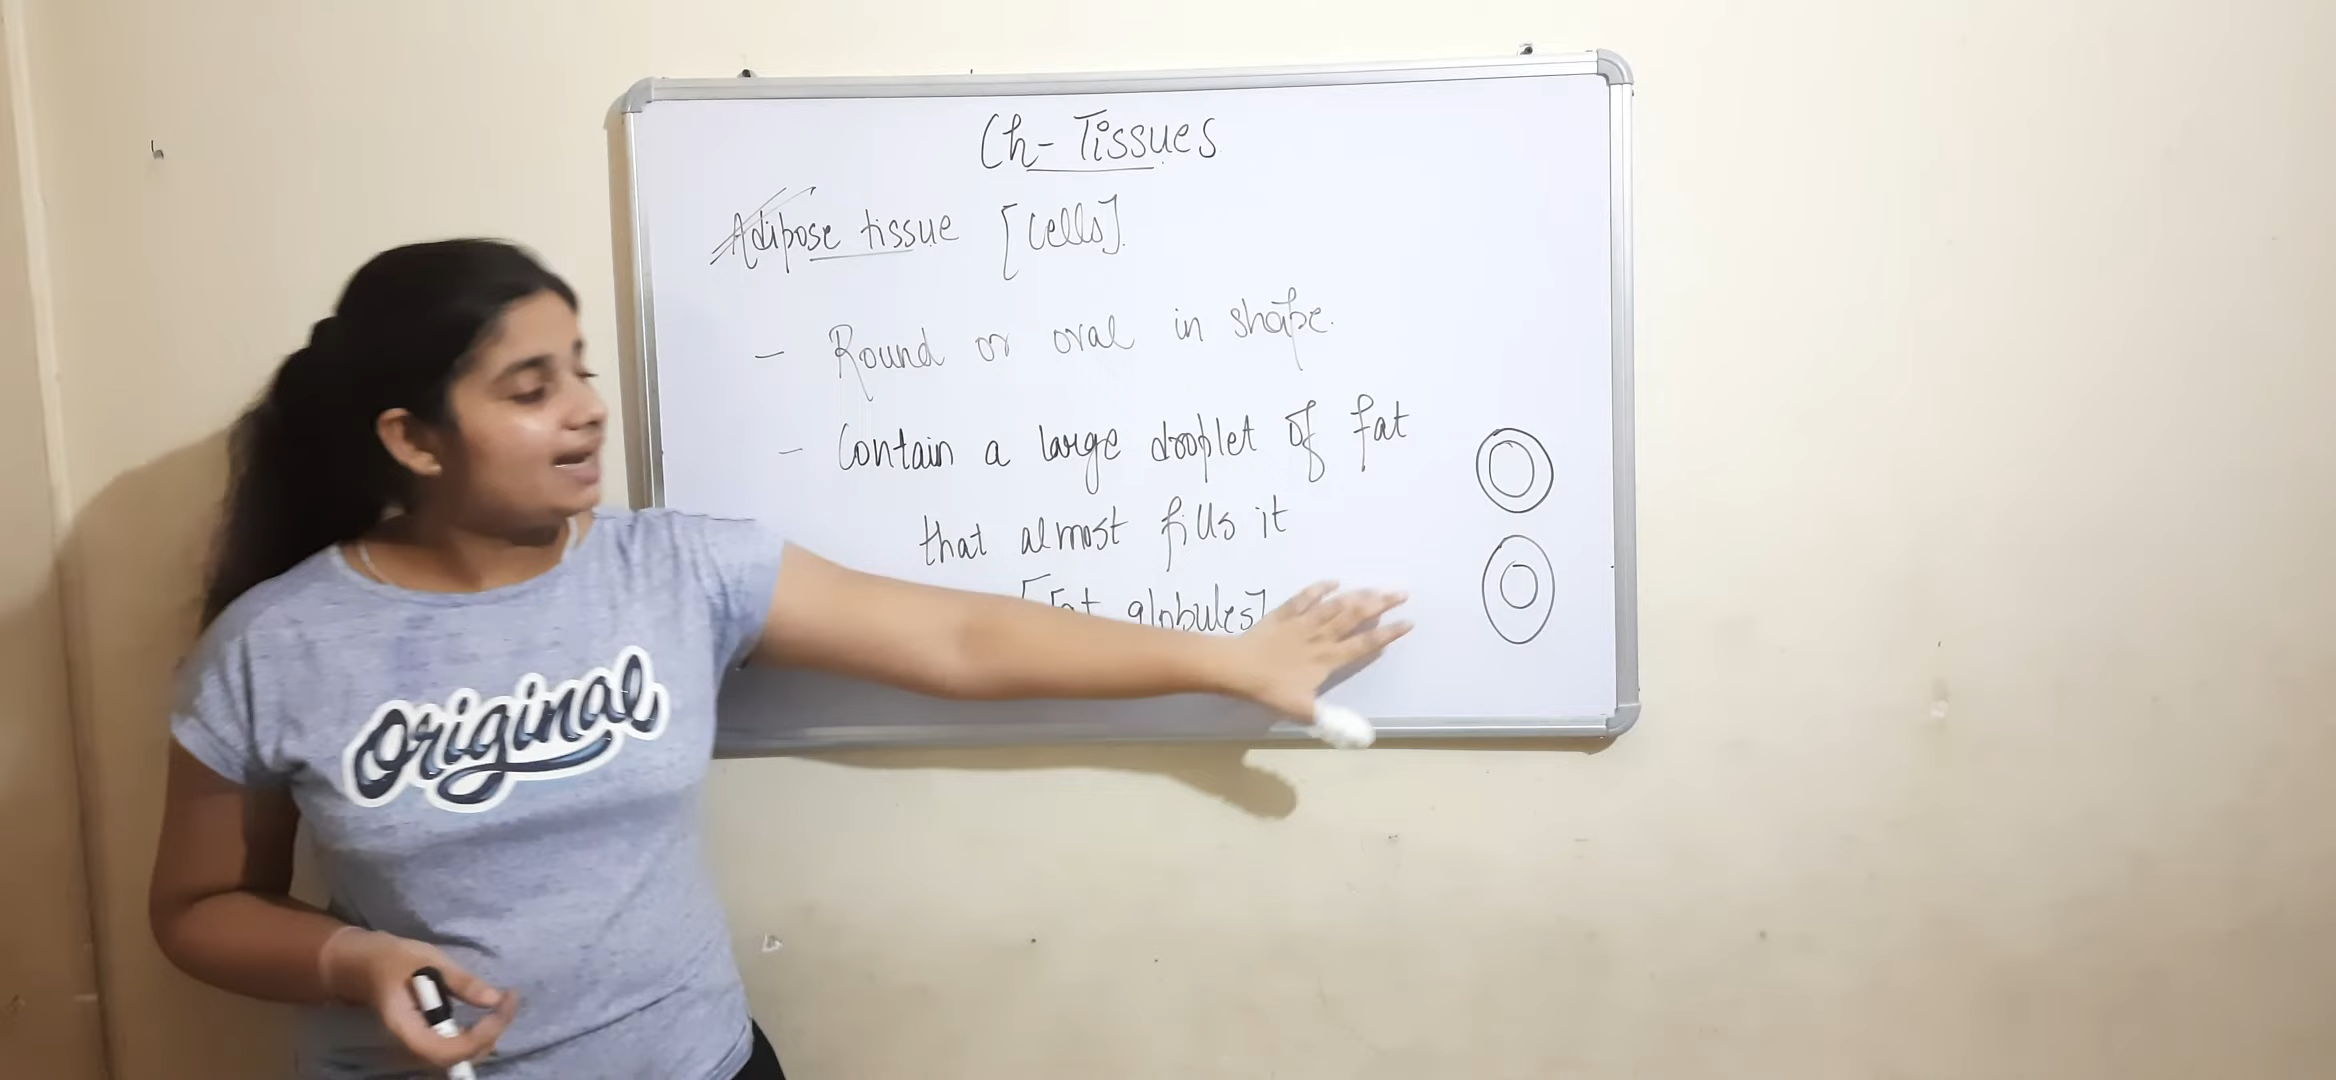 Ch- Tissues
Adipose tissue [Cells].
- Round or oval in shape.
- Contain a large droplet of fat
that almost fills it
globules]
Original